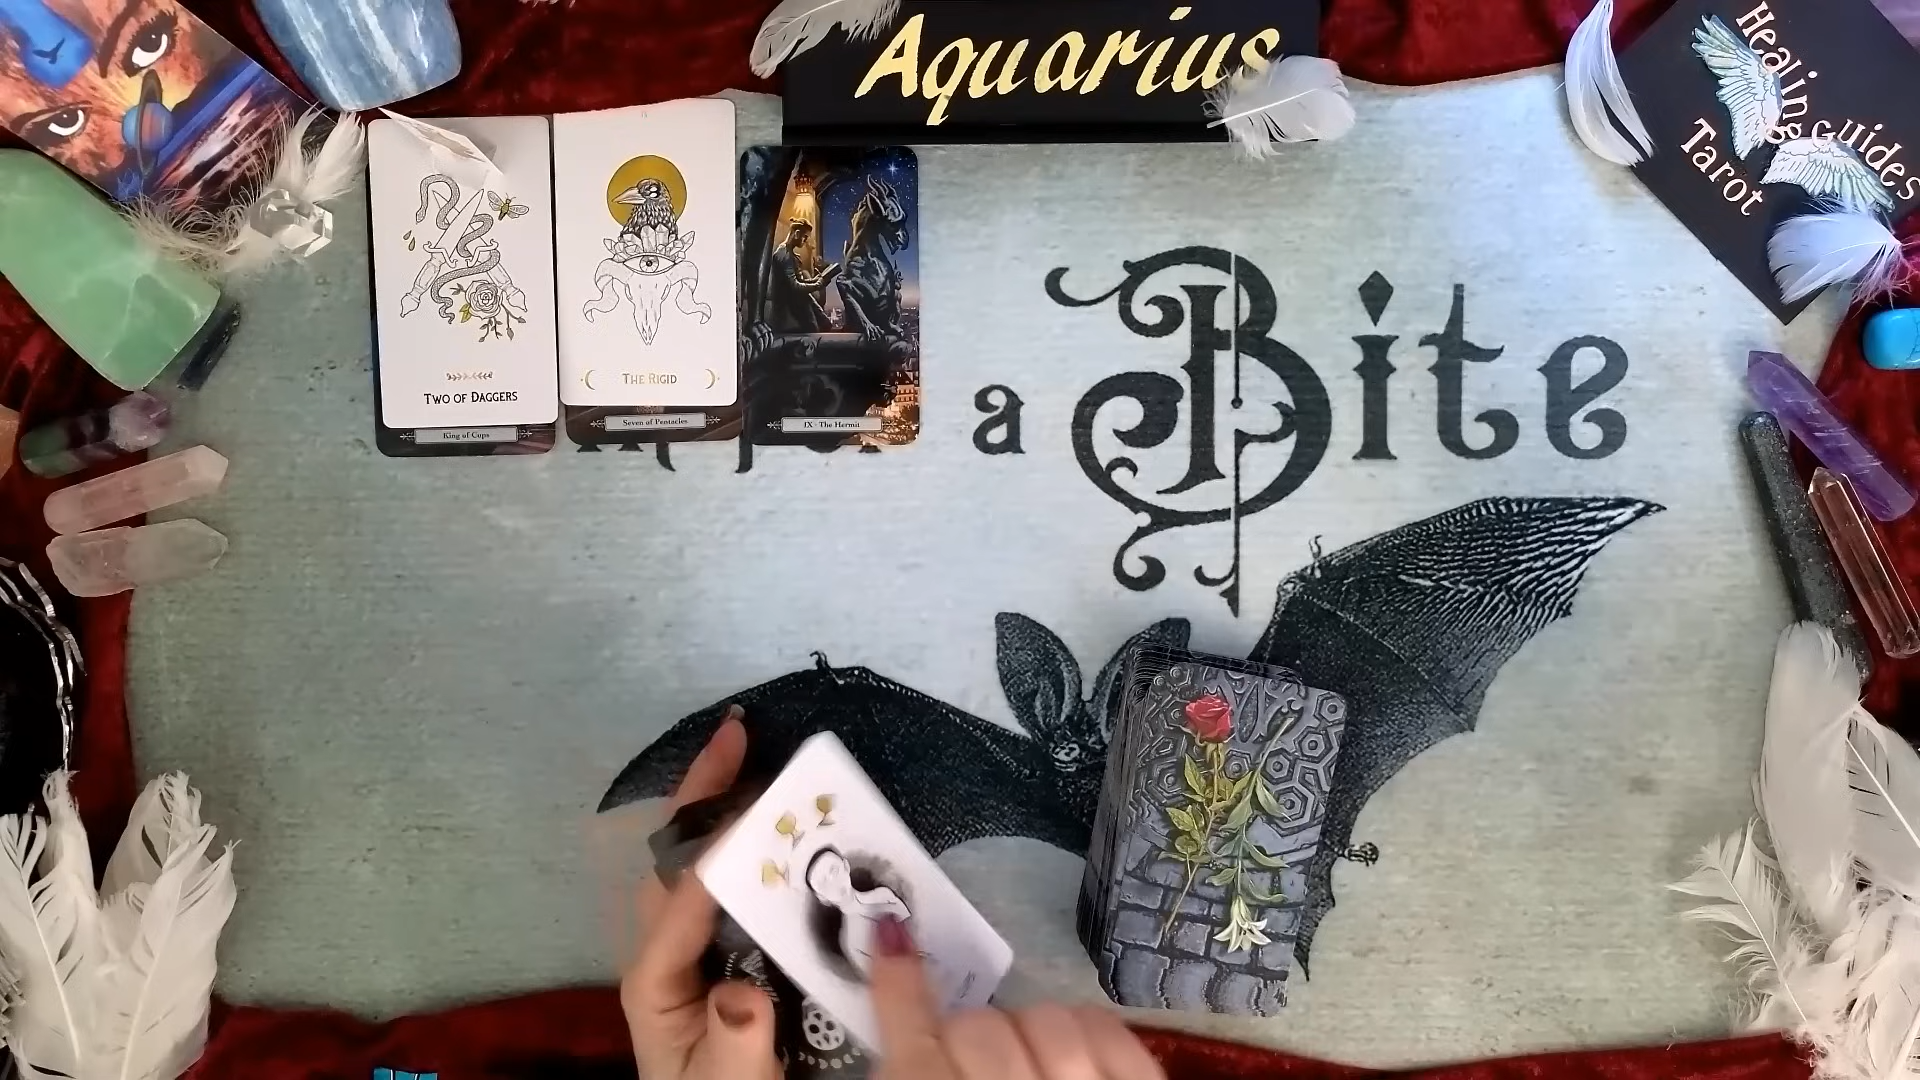 Aquarius
Healing Guides
Tarot
Two of Daggers
King of Cups
The Rigid
Seven of Pentacles
IX - The Hermit
a Bite